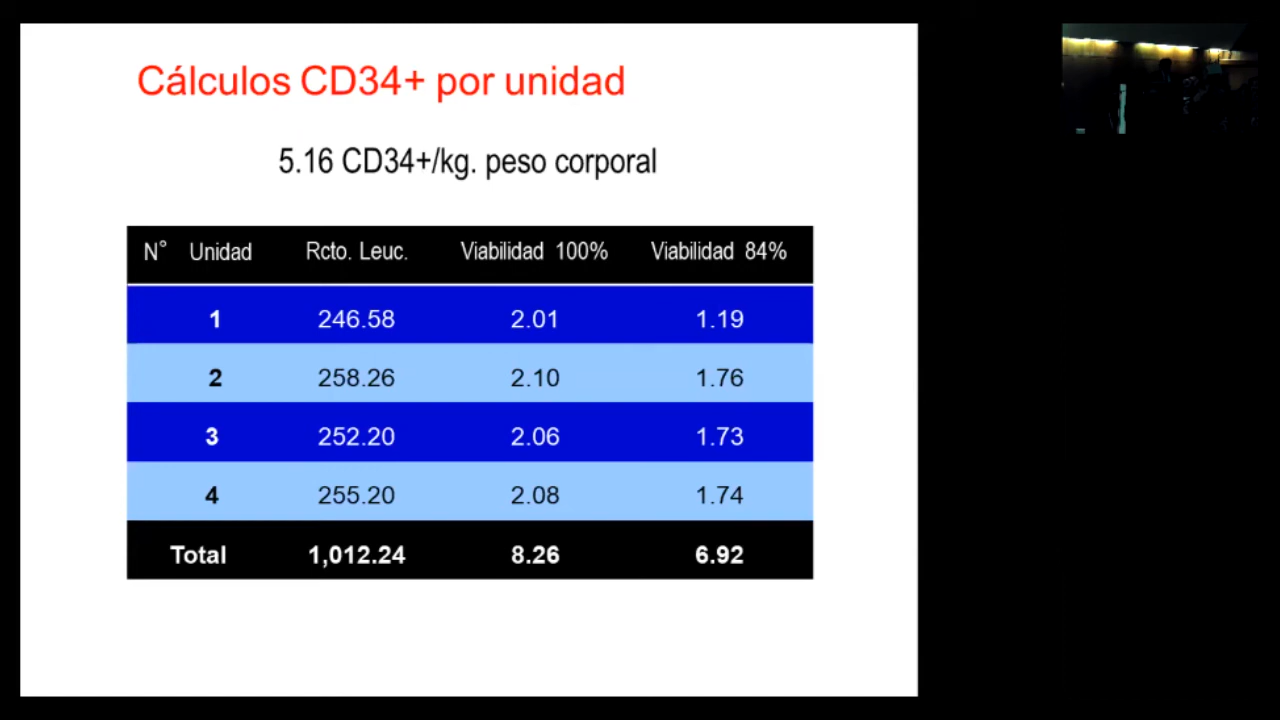 Cálculos CD34+ por unidad
5.16 CD34+/kg. peso corporal
N° Unidad Rcto. Leuc. Viabilidad 100% Viabilidad 84%
1 246.58 2.01 1.19
2 258.26 2.10 1.76
3 252.20 2.06 1.73
4 255.20 2.08 1.74
Total 1,012.24 8.26 6.92